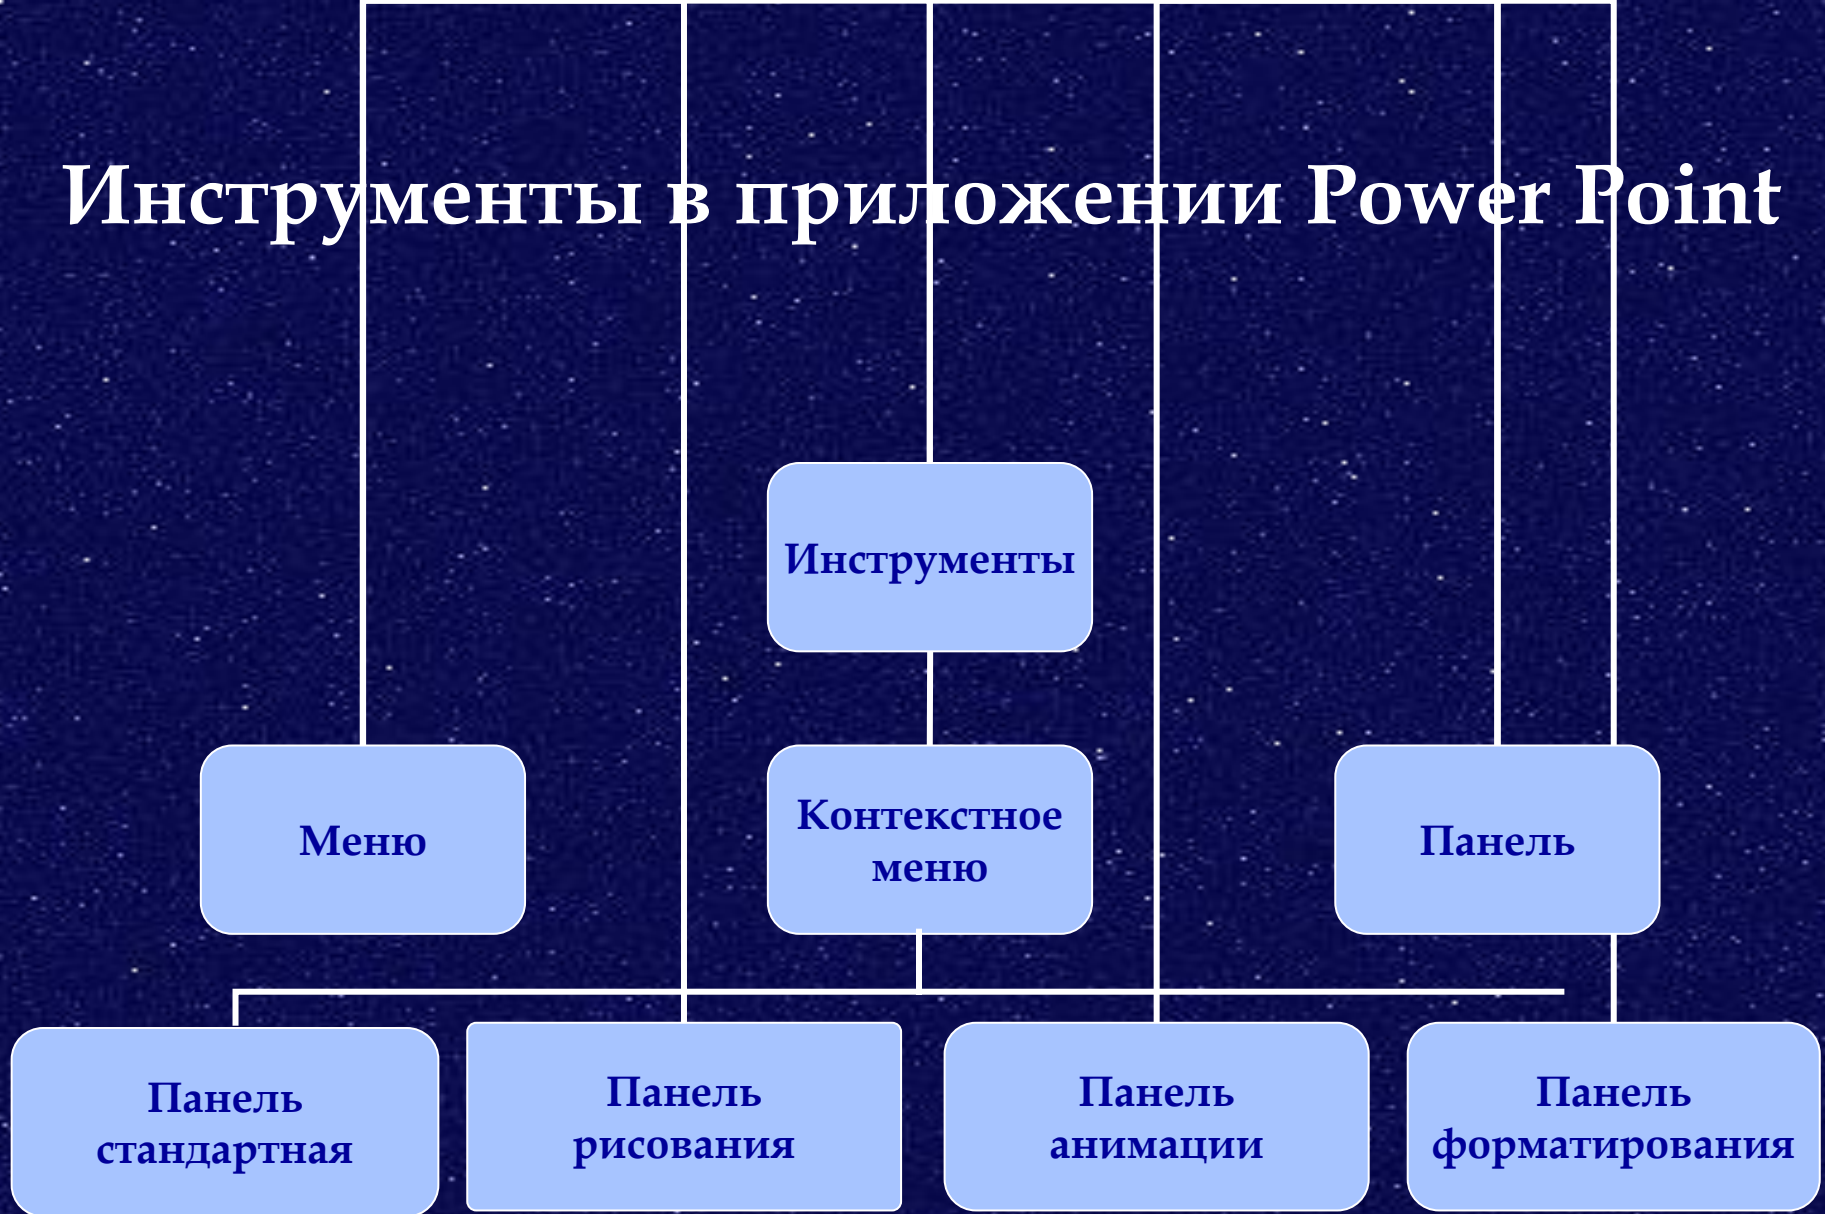 Инструменты в приложении Power Point
Инструменты
Меню
Контекстное
меню
Панель
Панель
стандартная
Панель
рисования
Панель
анимации
Панель
форматирования